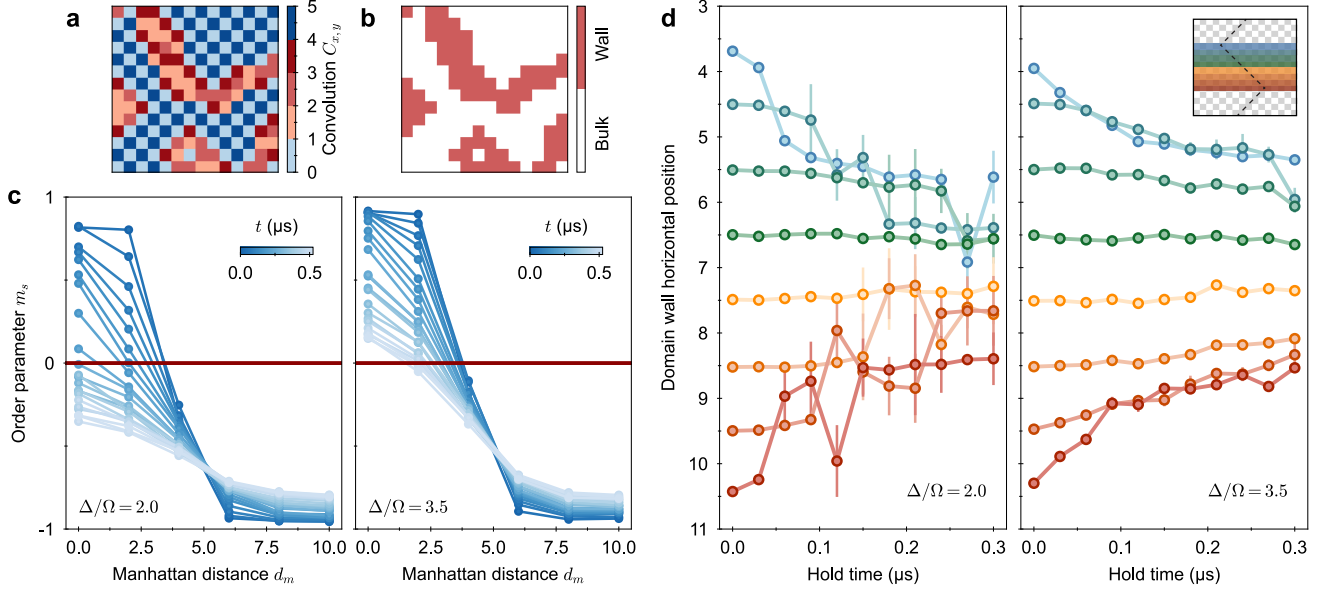 a
5
4
3
2
1
0
Convolution C_{x,y}
b
Wall
Bulk
c
Order parameter m_s
1
0
-1
t (μs)
0.0 0.5
Δ/Ω = 2.0
0.0 2.5 5.0 7.5 10.0
Manhattan distance d_m
t (μs)
0.0 0.5
Δ/Ω = 3.5
0.0 2.5 5.0 7.5 10.0
Manhattan distance d_m
d
Domain wall horizontal position
3
4
5
6
7
8
9
10
11
Δ/Ω = 2.0
0.0 0.1 0.2 0.3
Hold time (μs)
Δ/Ω = 3.5
0.0 0.1 0.2 0.3
Hold time (μs)